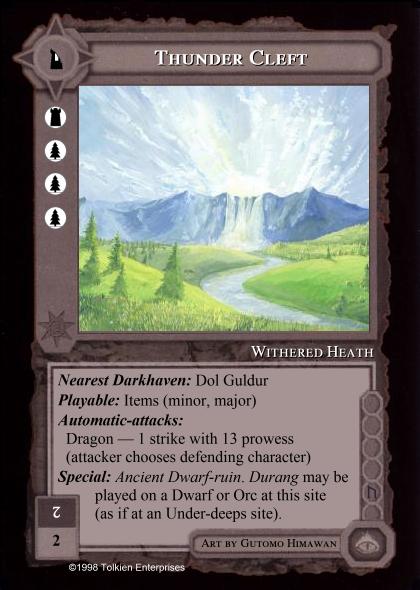 THUNDER CLEFT
WITHERED HEATH
Nearest Darkhaven: Dol Guldur
Playable: Items (minor, major)
Automatic-attacks:
Dragon — 1 strike with 13 prowess
(attacker chooses defending character)
Special: Ancient Dwarf-ruin. Durang may be
played on a Dwarf or Orc at this site
(as if at an Under-deeps site).
2
2
ART BY GUTOMO HIMAWAN
©1998 Tolkien Enterprises